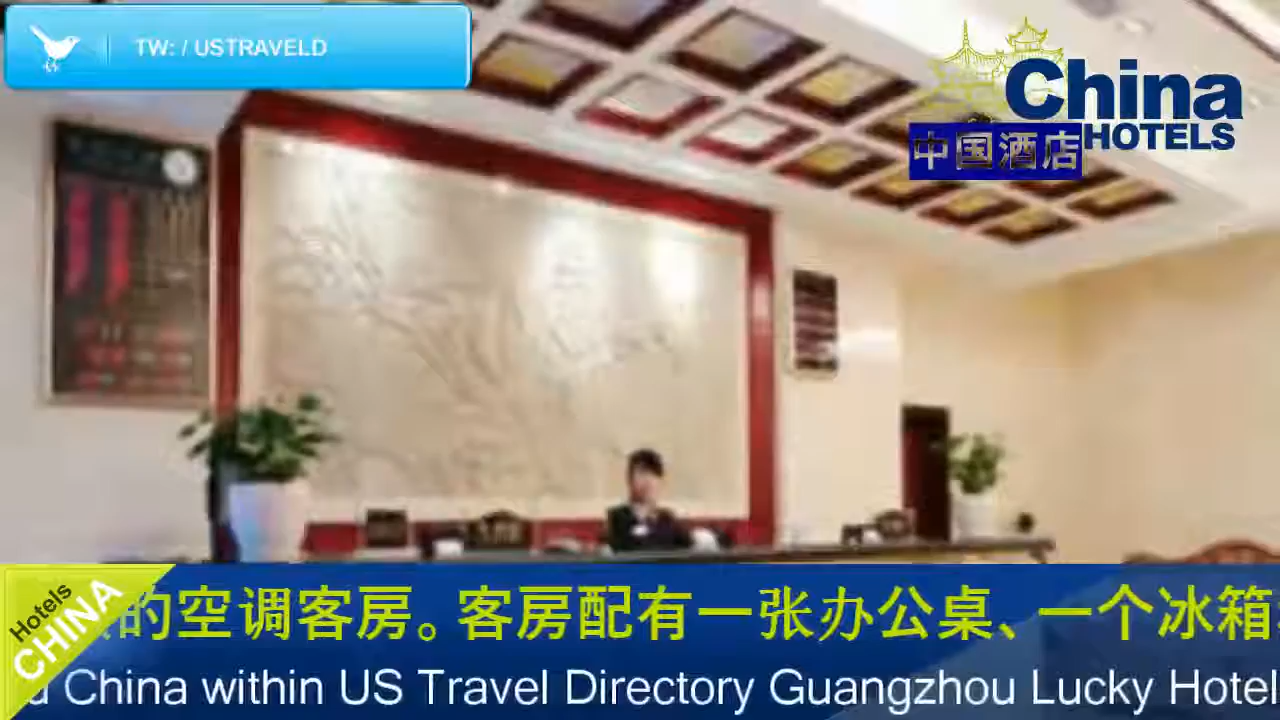 TW: / USTRAVELD
China
HOTELS
中国酒店
的空调客房。客房配有一张办公桌、一个冰箱
Hotels
CHINA
China within US Travel Directory Guangzhou Lucky Hotel